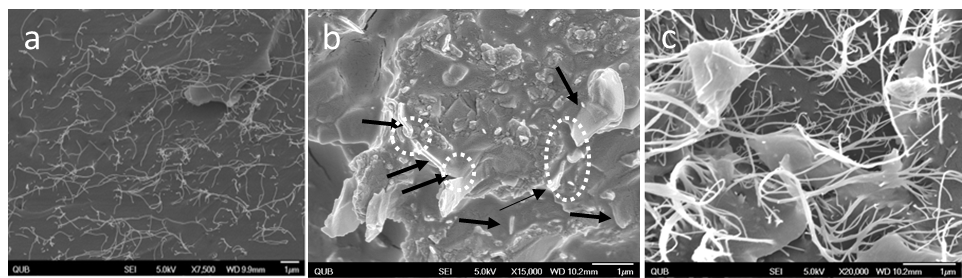 a
b
c
QUB SEI 5.0kV X7,500 WD 9.9mm 1µm
QUB SEI 5.0kV X15,000 WD 10.2mm 1µm
QUB SEI 5.0kV X20,000 WD 10.2mm 1µm